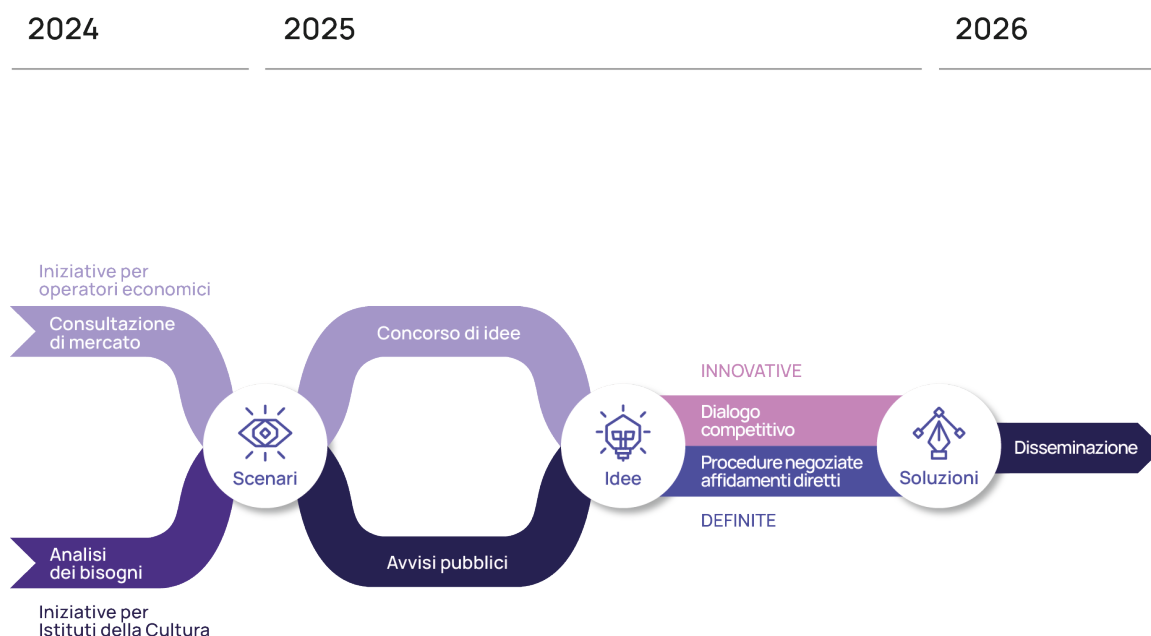 2024
2025
2026
Iniziative per
operatori economici
Consultazione
di mercato
Concorso di idee
INNOVATIVE
Dialogo
competitivo
Scenari
Idee
Procedure negoziate
affidamenti diretti
Soluzioni
Disseminazione
DEFINITE
Analisi
dei bisogni
Avvisi pubblici
Iniziative per
Istituti della Cultura